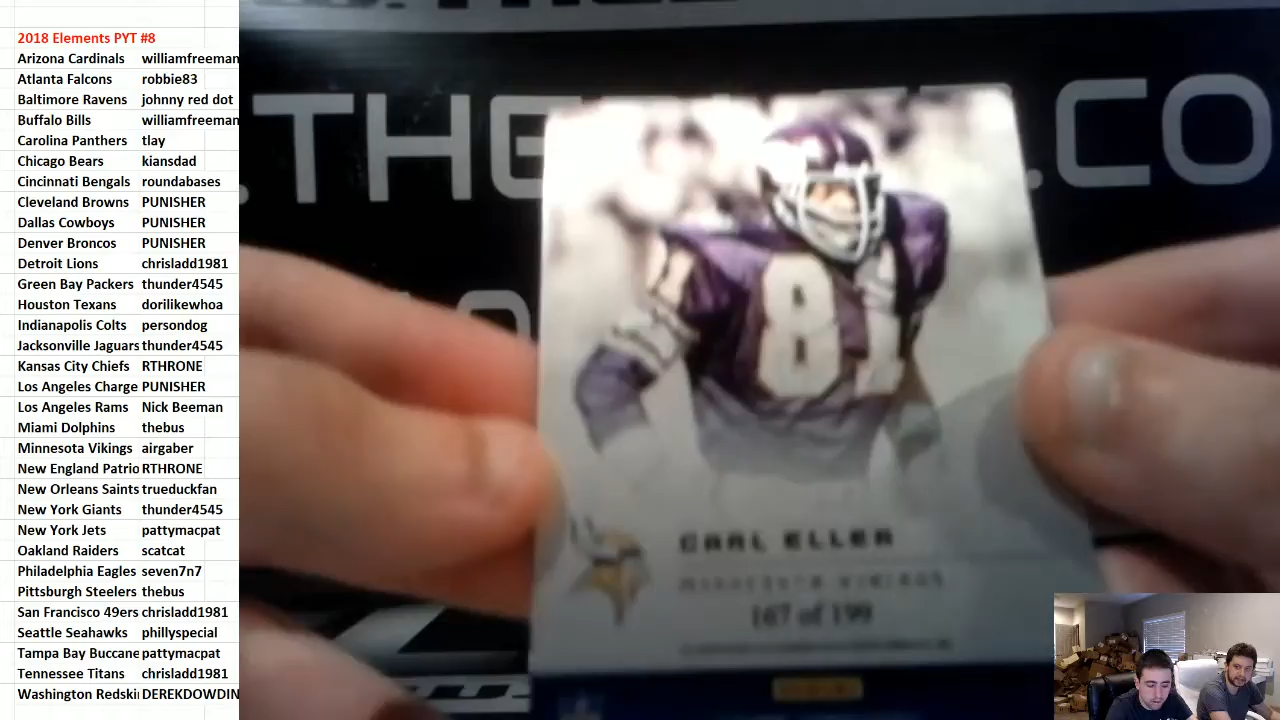 2018 Elements PYT #8
Arizona Cardinals williamfreeman
Atlanta Falcons robbie83
Baltimore Ravens johnny red dot
Buffalo Bills williamfreeman
Carolina Panthers tlay
Chicago Bears kiansdad
Cincinnati Bengals roundabases
Cleveland Browns PUNISHER
Dallas Cowboys PUNISHER
Denver Broncos PUNISHER
Detroit Lions chrisladd1981
Green Bay Packers thunder4545
Houston Texans dorilikewhoa
Indianapolis Colts persondog
Jacksonville Jaguars thunder4545
Kansas City Chiefs RTHRONE
Los Angeles Charge PUNISHER
Los Angeles Rams Nick Beeman
Miami Dolphins thebus
Minnesota Vikings airgaber
New England Patrio RTHRONE
New Orleans Saints trueduckfan
New York Giants thunder4545
New York Jets pattymacpat
Oakland Raiders scatcat
Philadelphia Eagles seven7n7
Pittsburgh Steelers thebus
San Francisco 49ers chrisladd1981
Seattle Seahawks phillyspecial
Tampa Bay Buccane pattymacpat
Tennessee Titans chrisladd1981
Washington Redski DEREKDOWDIN
.CO
81
CARL ELLER
MINNESOTA VIKINGS
167 of 199